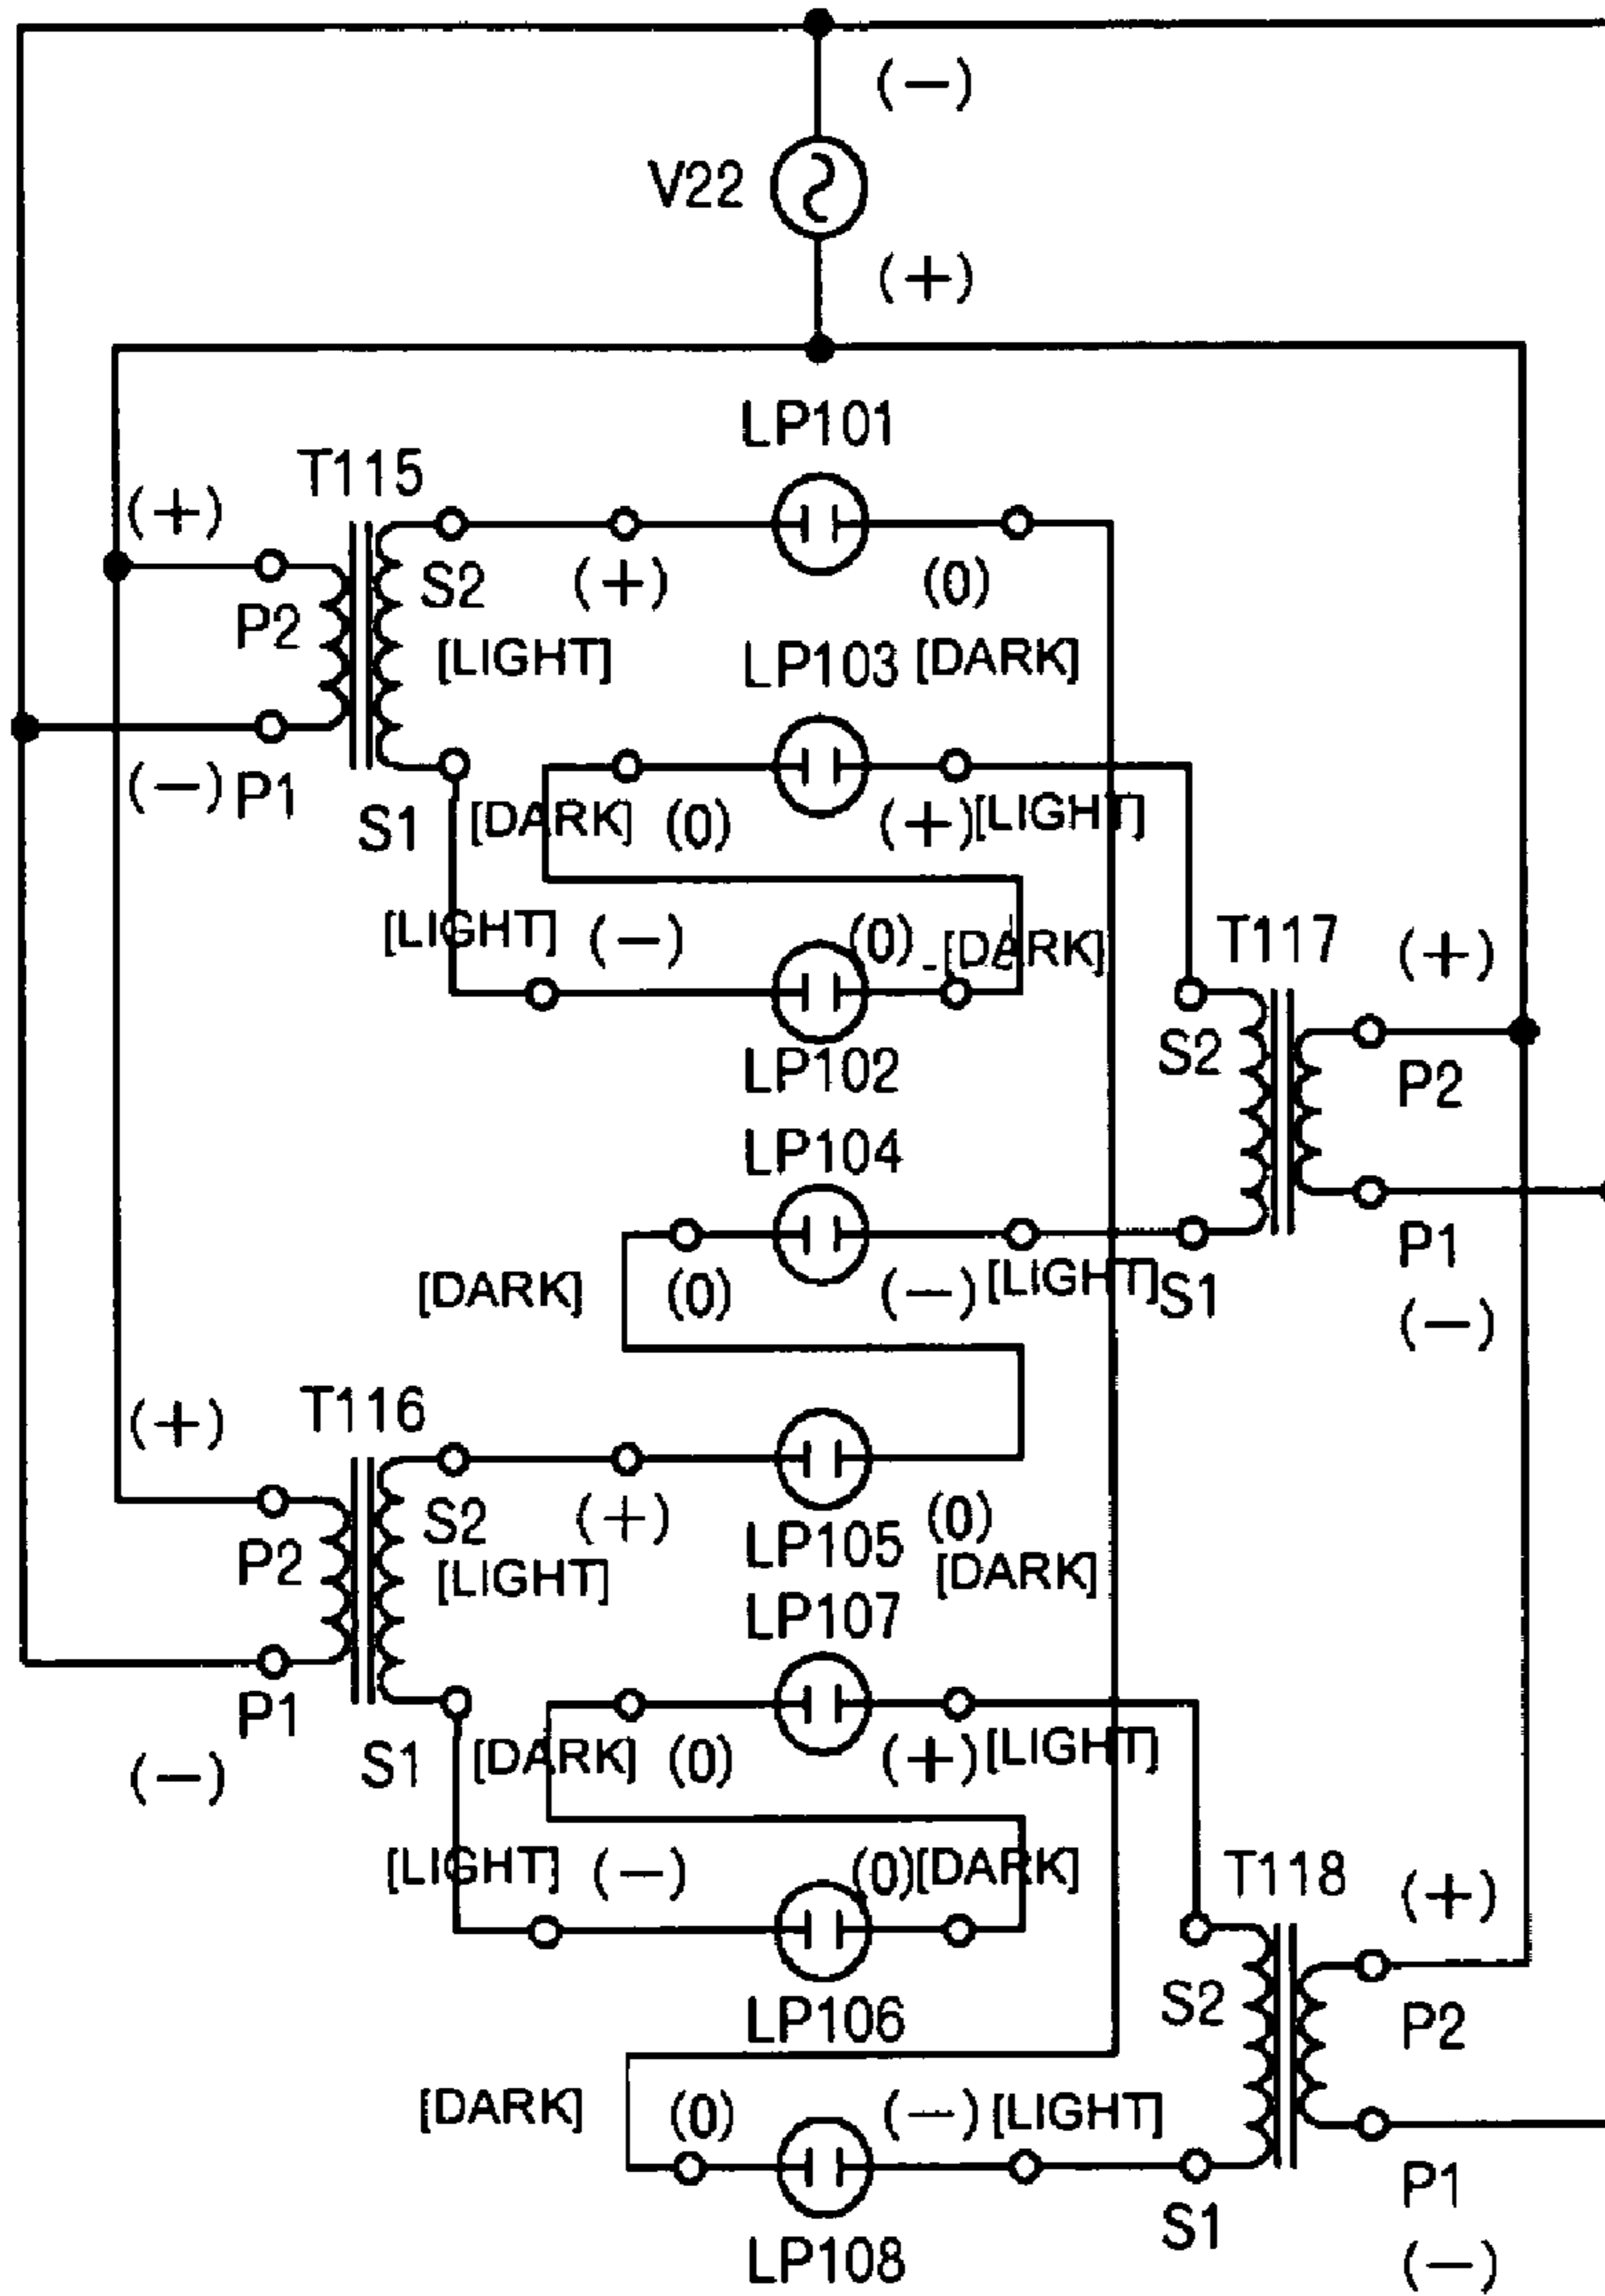 (−)
V22
(+)
LP101
T115
(+)
S2 (+) (0)
P2
[LIGHT] LP103 [DARK]
(−) P1
S1 [DARK] (0) (+) [LIGHT]
[LIGHT] (−) (0) [DARK] T117 (+)
S2
LP102 P2
LP104
P1
[DARK] (0) (−) [LIGHT] S1
(−)
(+) T116
S2 (+) (0)
P2 LP105
[LIGHT] [DARK]
LP107
P1
S1 [DARK] (0) (+) [LIGHT]
(−)
[LIGHT] (−) (0) [DARK] T118 (+)
S2
LP106 P2
[DARK] (0) (−) [LIGHT]
P1
S1
LP108 (−)